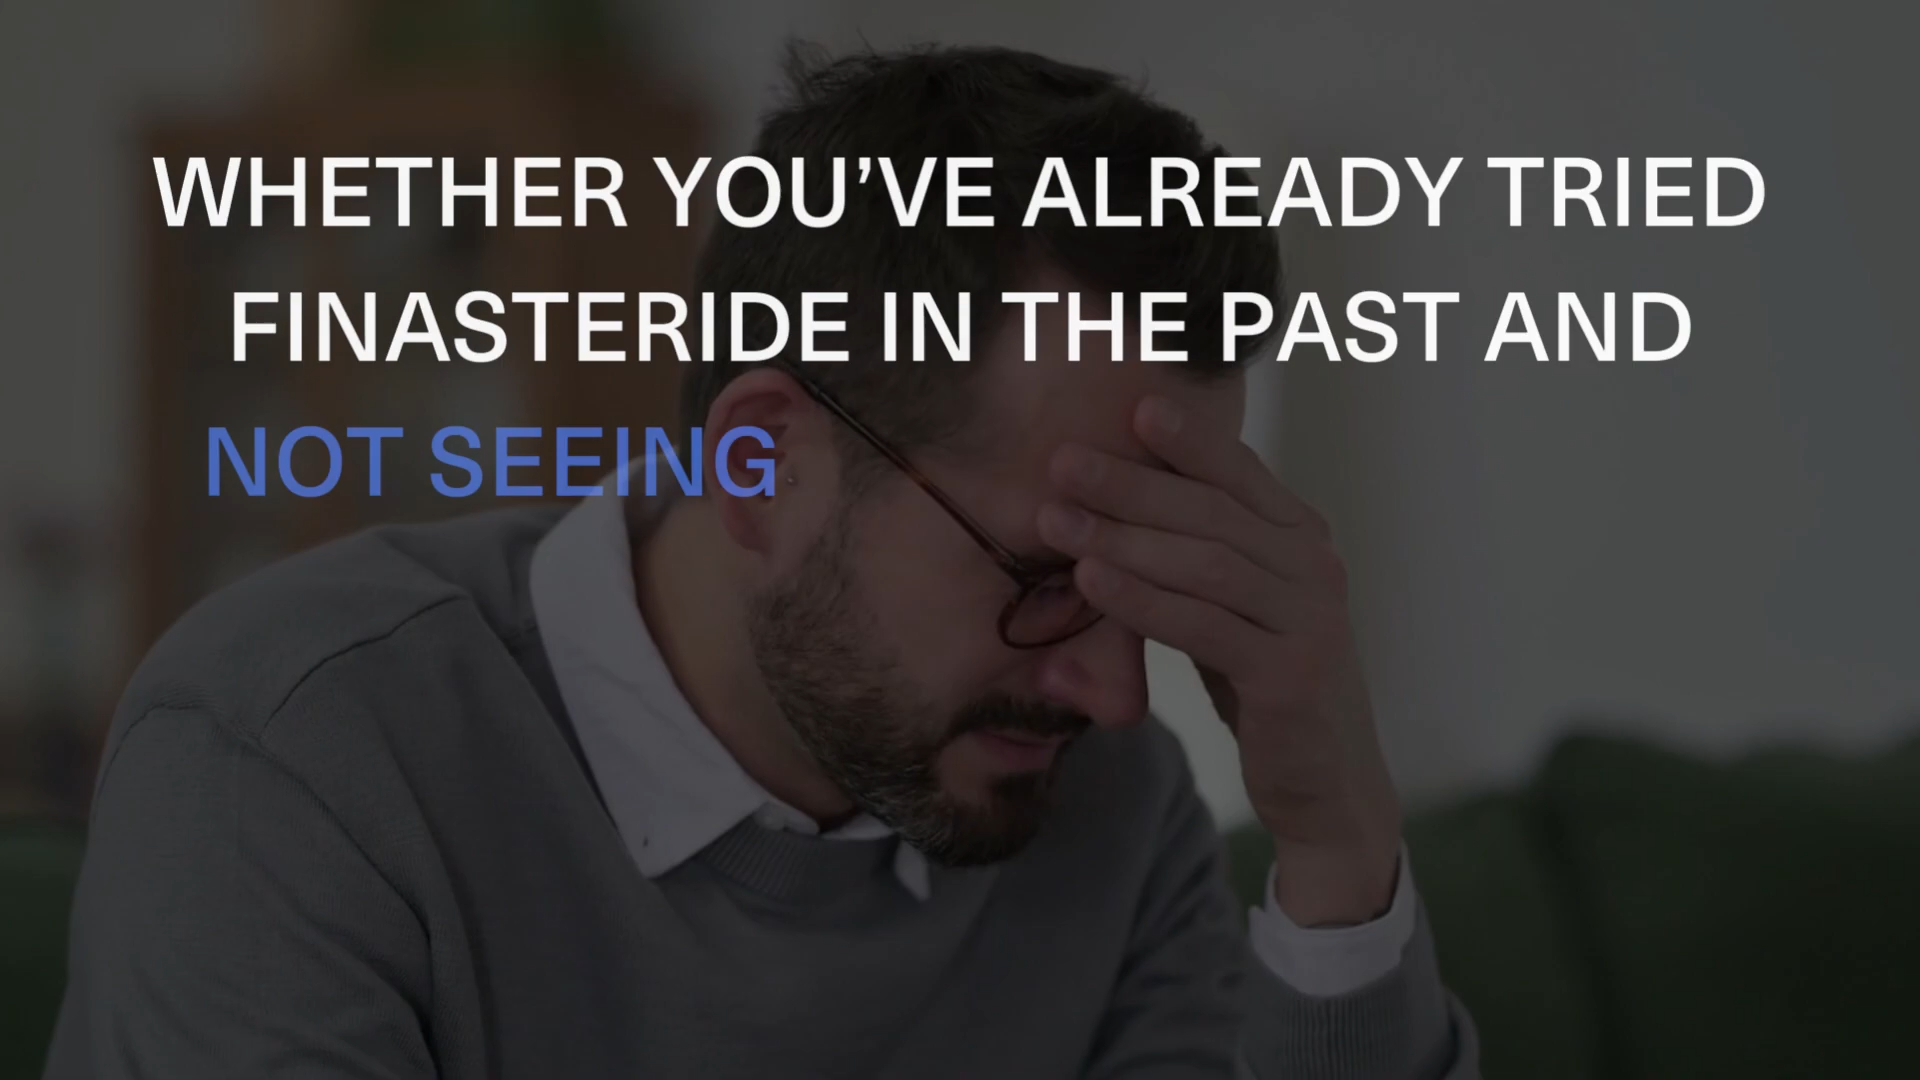 WHETHER YOU’VE ALREADY TRIED
FINASTERIDE IN THE PAST AND
NOT SEEING